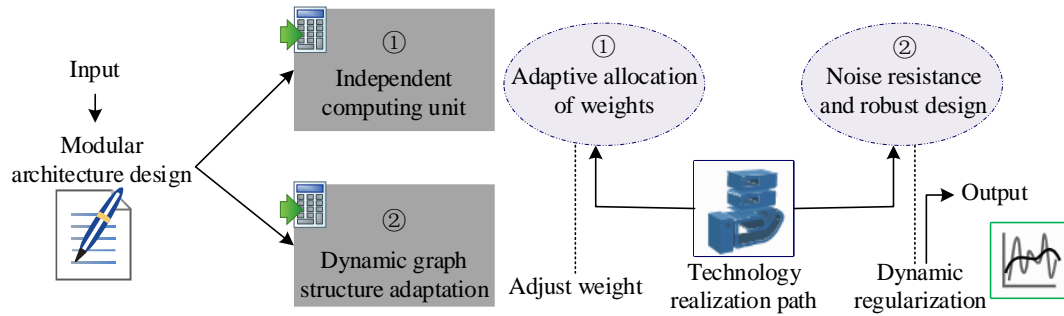 Input
Modular
architecture design
①
Independent
computing unit
②
Dynamic graph
structure adaptation
①
Adaptive allocation
of weights
Adjust weight
Technology
realization path
②
Noise resistance
and robust design
Dynamic
regularization
Output